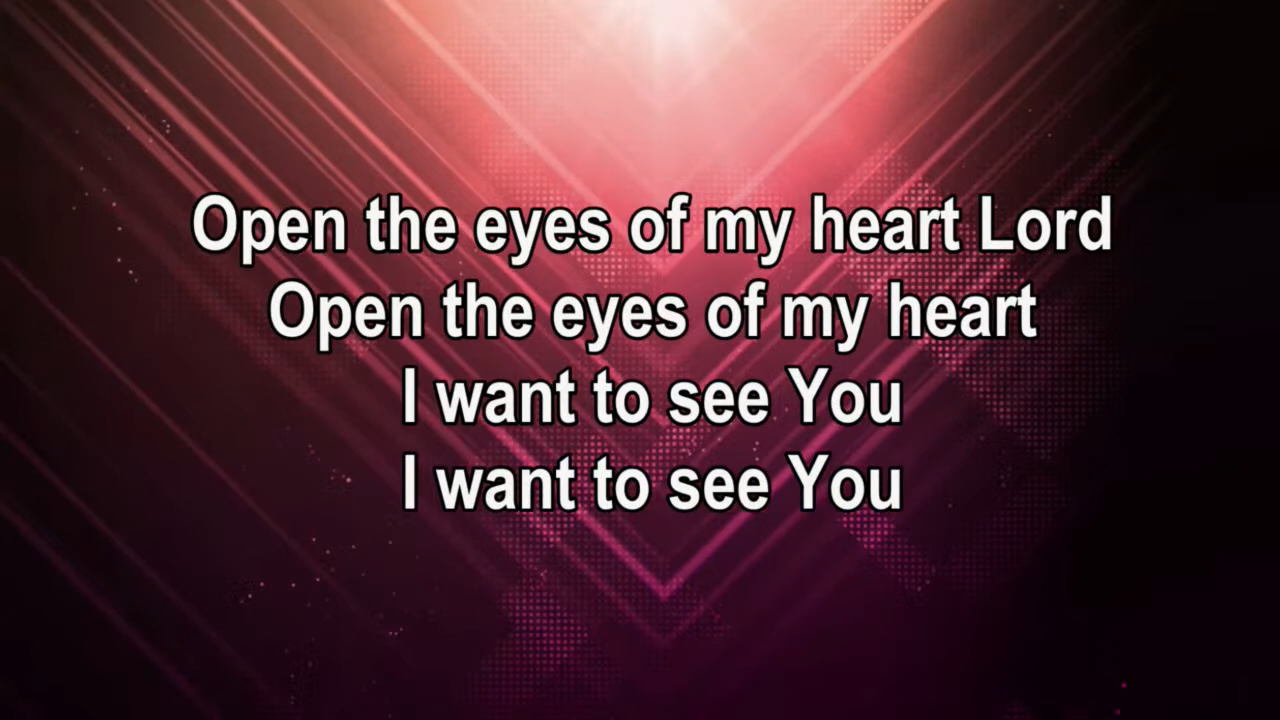 Open the eyes of my heart Lord
Open the eyes of my heart
I want to see You
I want to see You